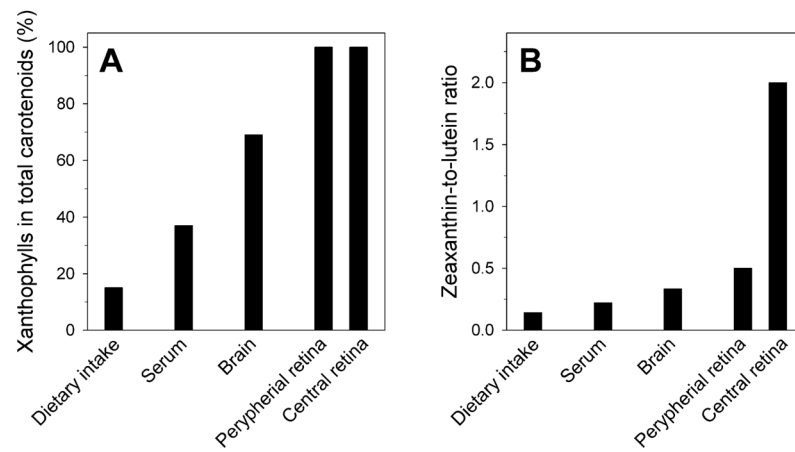 A
Xanthophylls in total carotenoids (%)
100
80
60
40
20
0
Dietary intake
Serum
Brain
Perypherial retina
Central retina
B
Zeaxanthin-to-lutein ratio
2.0
1.5
1.0
0.5
0.0
Dietary intake
Serum
Brain
Perypherial retina
Central retina